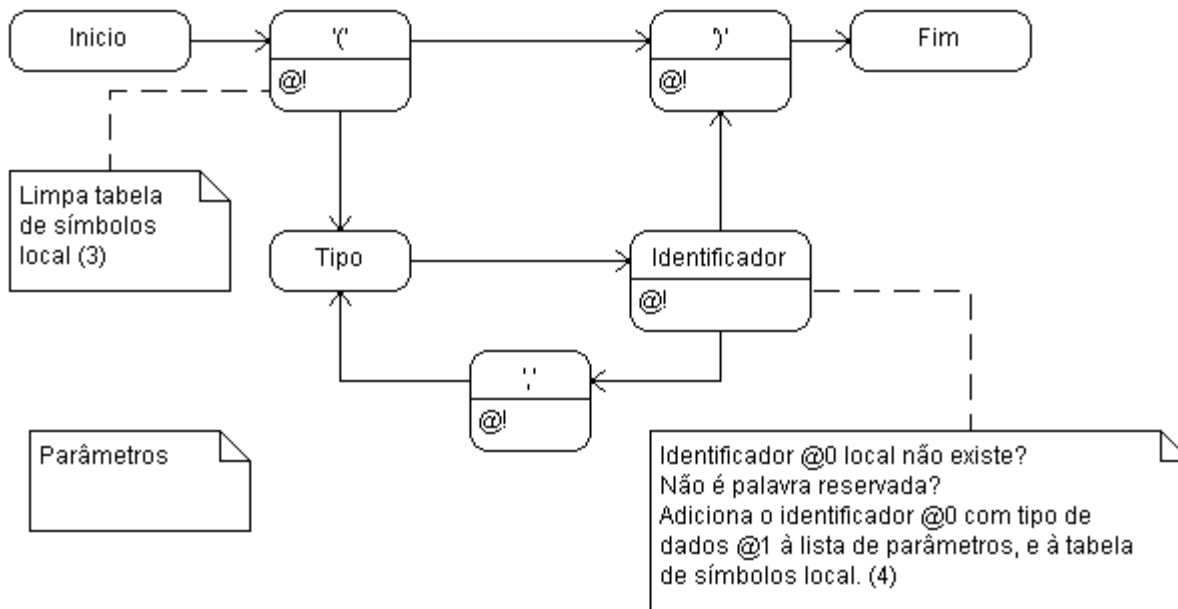 Inicio
'('
')'
Fim
@!
@!
Limpa tabela
de símbolos
local (3)
Tipo
Identificador
@!
','
@!
Parâmetros
Identificador @0 local não existe?
Não é palavra reservada?
Adiciona o identificador @0 com tipo de
dados @1 à lista de parâmetros, e à tabela
de símbolos local. (4)